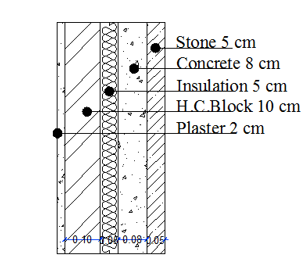 Stone 5 cm
Concrete 8 cm
Insulation 5 cm
H.C.Block 10 cm
Plaster 2 cm
0.10 0.08 0.05